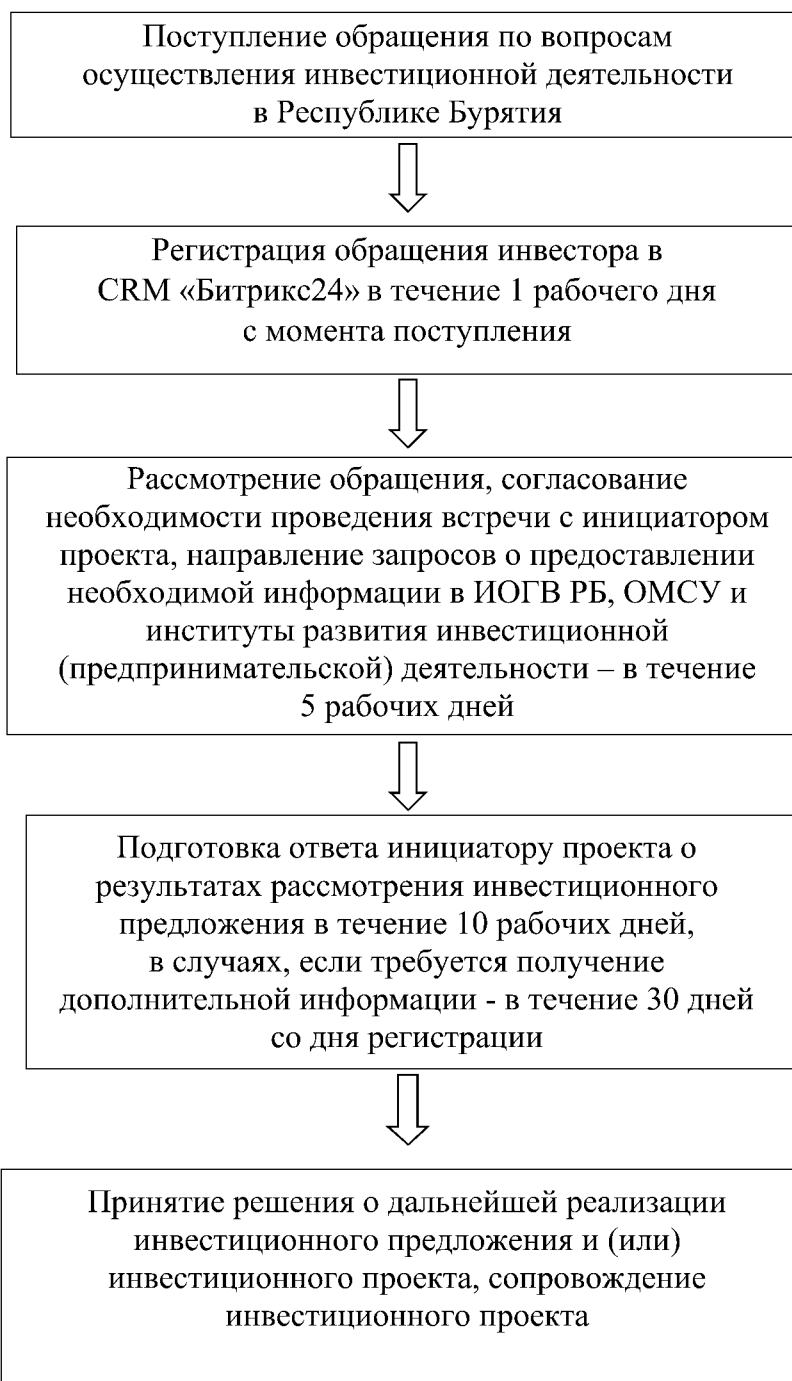 Поступление обращения по вопросам
осуществления инвестиционной деятельности
в Республике Бурятия
Регистрация обращения инвестора в
CRM «Битрикс24» в течение 1 рабочего дня
с момента поступления
Рассмотрение обращения, согласование
необходимости проведения встречи с инициатором
проекта, направление запросов о предоставлении
необходимой информации в ИОГВ РБ, ОМСУ и
институты развития инвестиционной
(предпринимательской) деятельности – в течение
5 рабочих дней
Подготовка ответа инициатору проекта о
результатах рассмотрения инвестиционного
предложения в течение 10 рабочих дней,
в случаях, если требуется получение
дополнительной информации - в течение 30 дней
со дня регистрации
Принятие решения о дальнейшей реализации
инвестиционного предложения и (или)
инвестиционного проекта, сопровождение
инвестиционного проекта